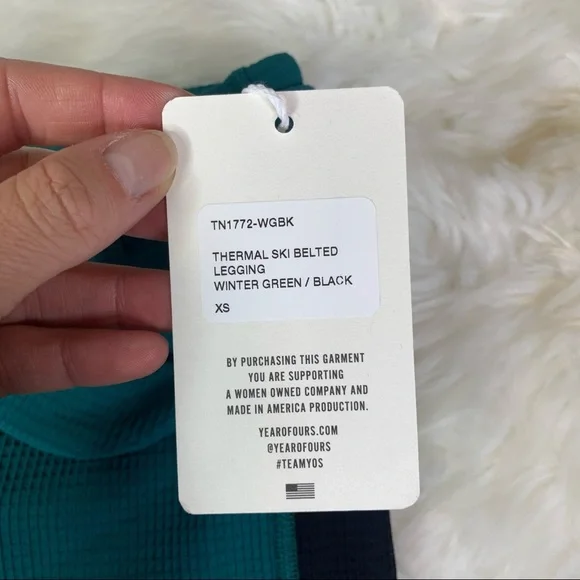 TN1772-WGBK
THERMAL SKI BELTED
LEGGING
WINTER GREEN / BLACK
XS
BY PURCHASING THIS GARMENT
YOU ARE SUPPORTING
A WOMEN OWNED COMPANY AND
MADE IN AMERICA PRODUCTION.
YEAROFOURS.COM
@YEAROFOURS
#TEAMYOS